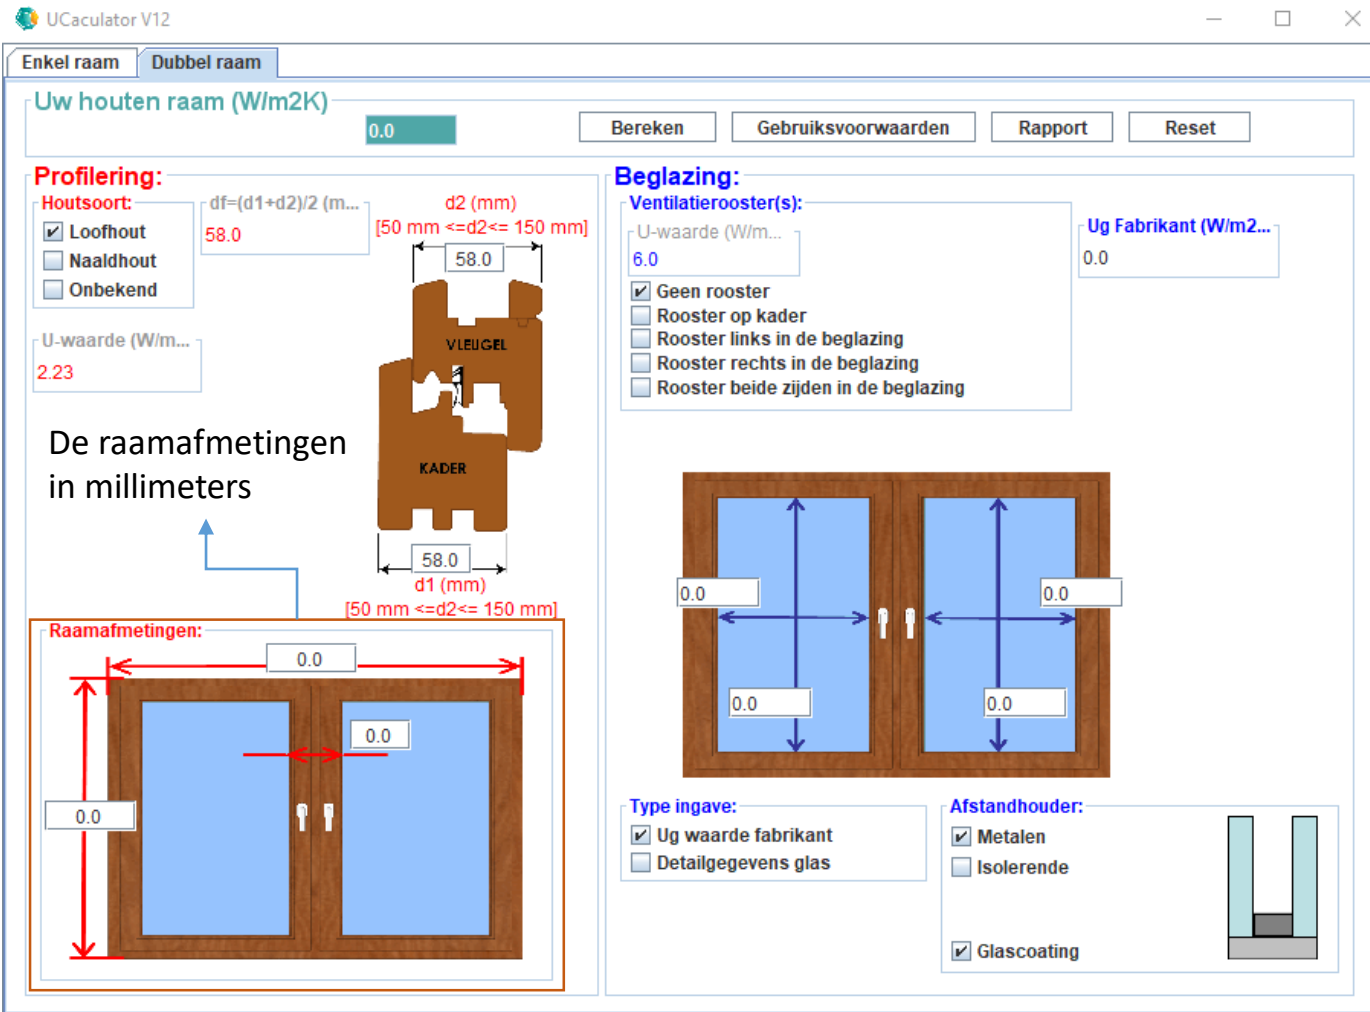 UCaculator V12
Enkel raam
Dubbel raam
Uw houten raam (W/m2K)
0.0
Bereken
Gebruiksvoorwaarden
Rapport
Reset
Profilering:
Houtsoort:
Loofhout
Naaldhout
Onbekend
df=(d1+d2)/2 (m...
58.0
d2 (mm)
[50 mm <=d2<= 150 mm]
58.0
U-waarde (W/m...
2.23
VLEUGEL
KADER
58.0
d1 (mm)
[50 mm <=d2<= 150 mm]
De raamafmetingen
in millimeters
Raamafmetingen:
0.0
0.0
0.0
Beglazing:
Ventilatierooster(s):
U-waarde (W/m...
6.0
Geen rooster
Rooster op kader
Rooster links in de beglazing
Rooster rechts in de beglazing
Rooster beide zijden in de beglazing
Ug Fabrikant (W/m2...
0.0
0.0
0.0
0.0
0.0
Type ingave:
Ug waarde fabrikant
Detailgegevens glas
Afstandhouder:
Metalen
Isolerende
Glascoating